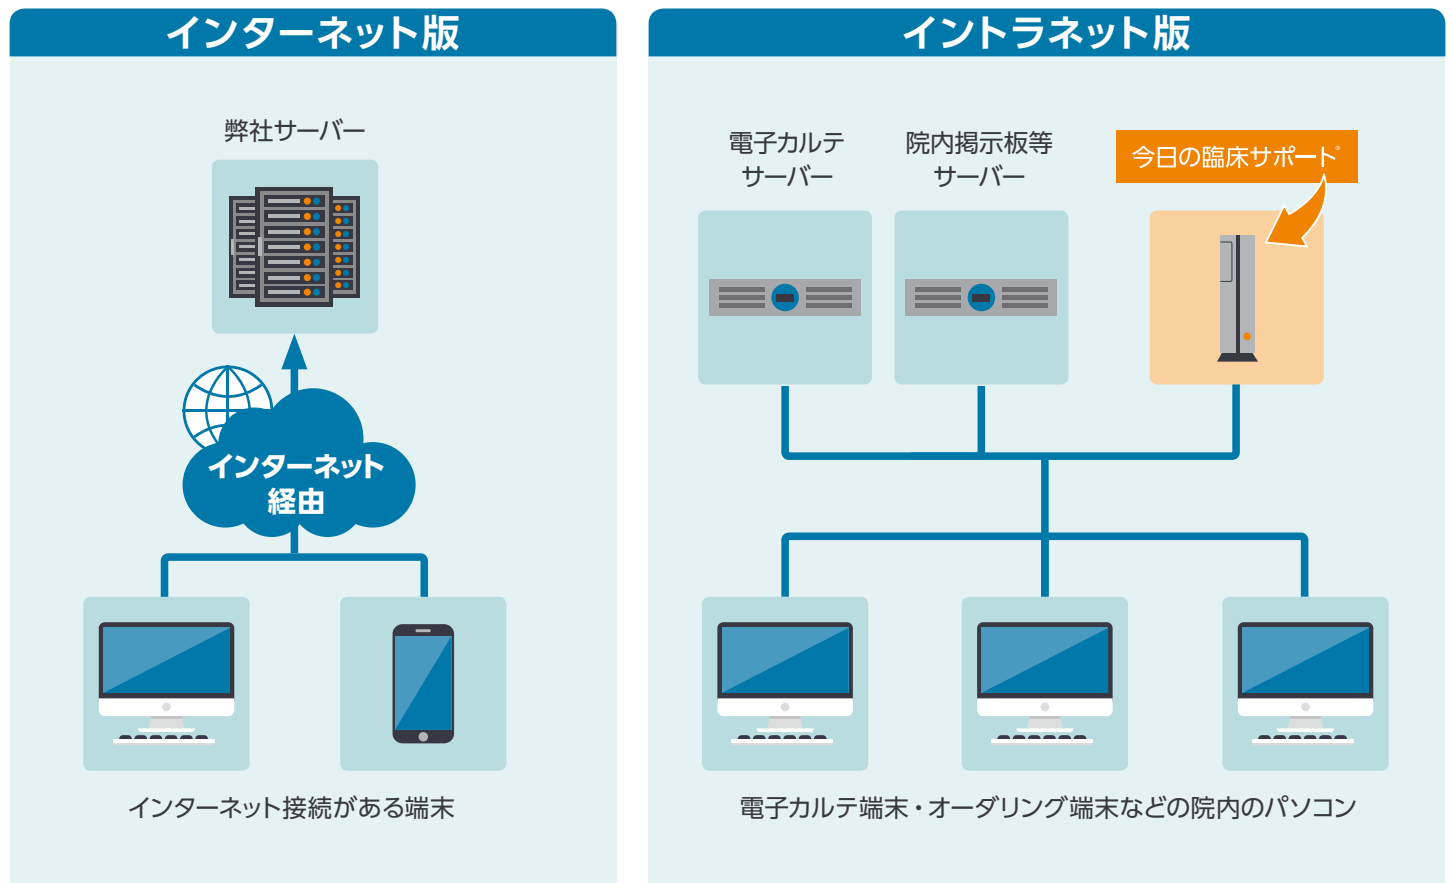 インターネット版
弊社サーバー
インターネット
経由
インターネット接続がある端末
イントラネット版
電子カルテ
サーバー
院内掲示板等
サーバー
今日の臨床サポート®
電子カルテ端末・オーダリング端末などの院内のパソコン